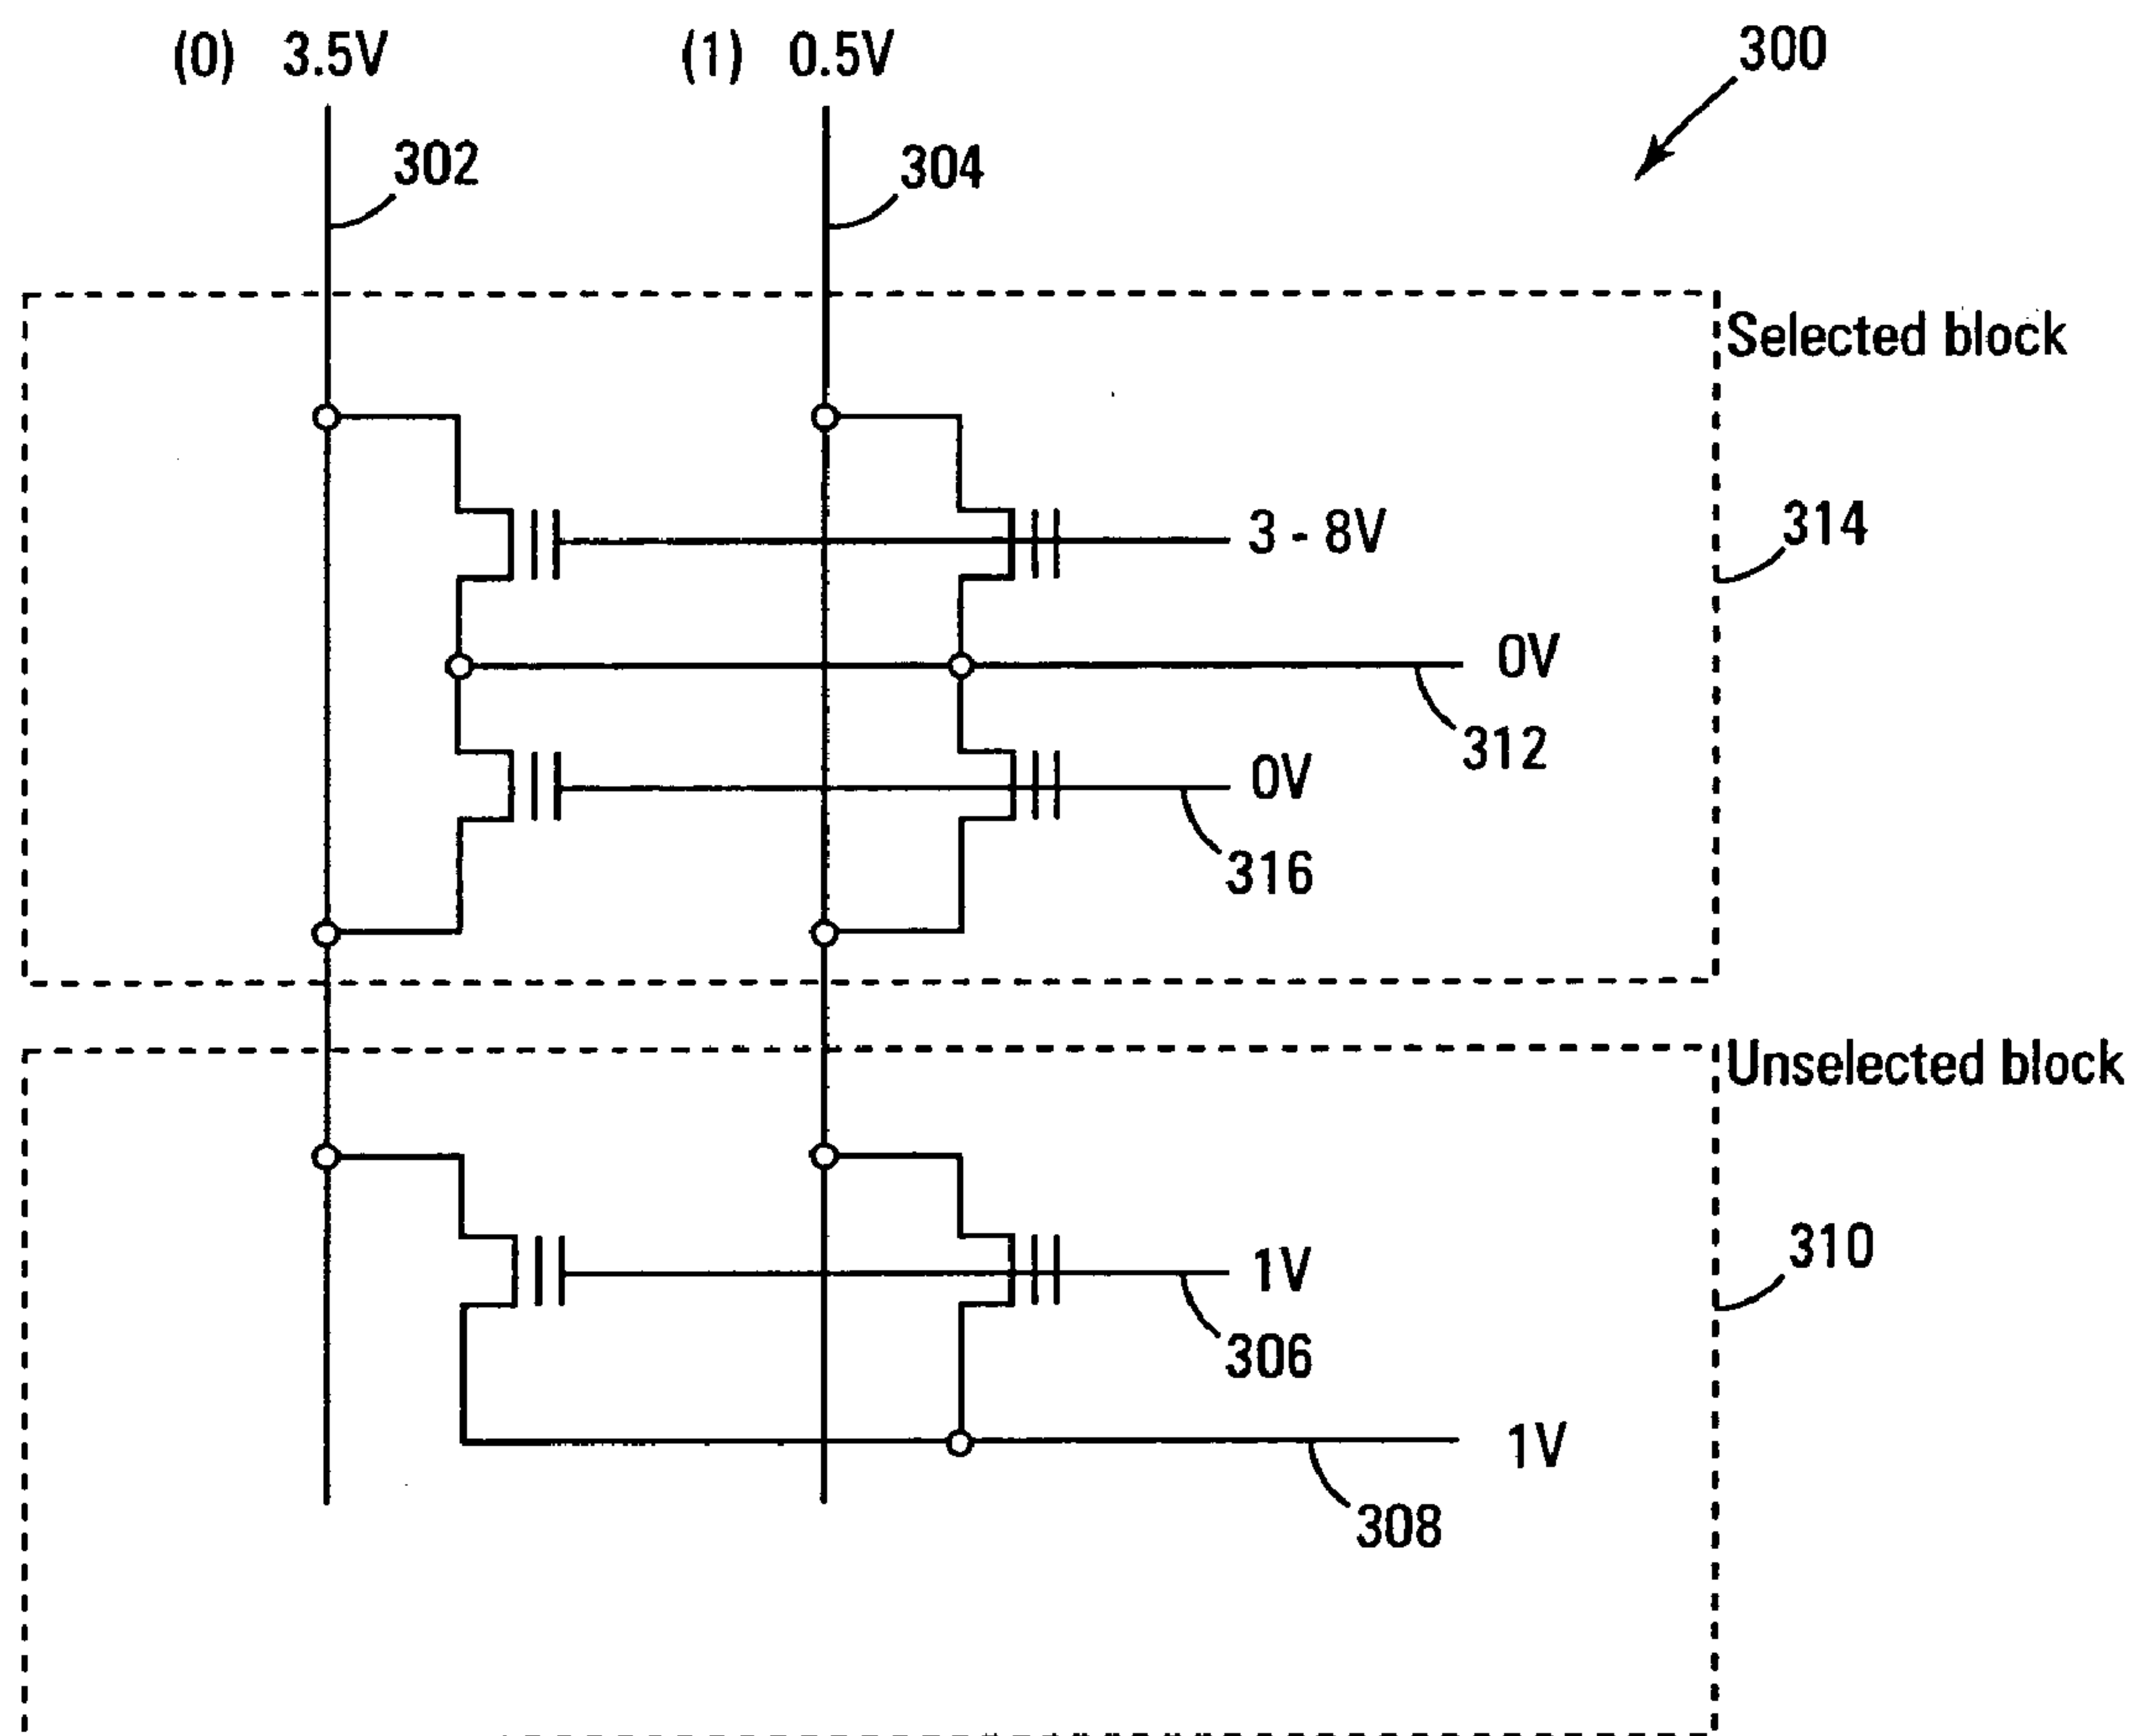 (0) 3.5V
(1) 0.5V
300
302
304
Selected block
3 - 8V
314
0V
312
0V
316
Unselected block
1V
310
306
1V
308